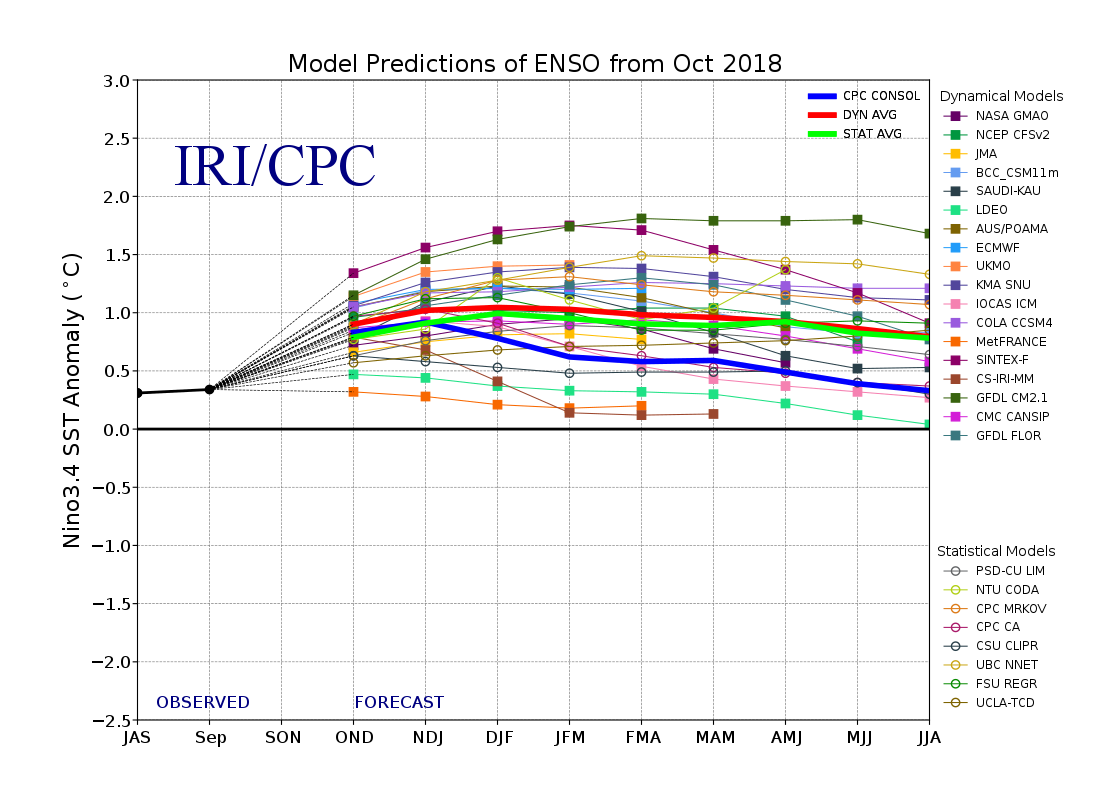 Model Predictions of ENSO from Oct 2018
Nino3.4 SST Anomaly (°C)
3.0
2.5
2.0
1.5
1.0
0.5
0.0
−0.5
−1.0
−1.5
−2.0
−2.5
IRI/CPC
CPC CONSOL
DYN AVG
STAT AVG
Dynamical Models
NASA GMAO
NCEP CFSv2
JMA
BCC_CSM11m
SAUDI-KAU
LDEO
AUS/POAMA
ECMWF
UKMO
KMA SNU
IOCAS ICM
COLA CCSM4
MetFRANCE
SINTEX-F
CS-IRI-MM
GFDL CM2.1
CMC CANSIP
GFDL FLOR
Statistical Models
PSD-CU LIM
NTU CODA
CPC MRKOV
CPC CA
CSU CLIPR
UBC NNET
FSU REGR
UCLA-TCD
OBSERVED FORECAST
JAS Sep SON OND NDJ DJF JFM FMA MAM AMJ MJJ JJA